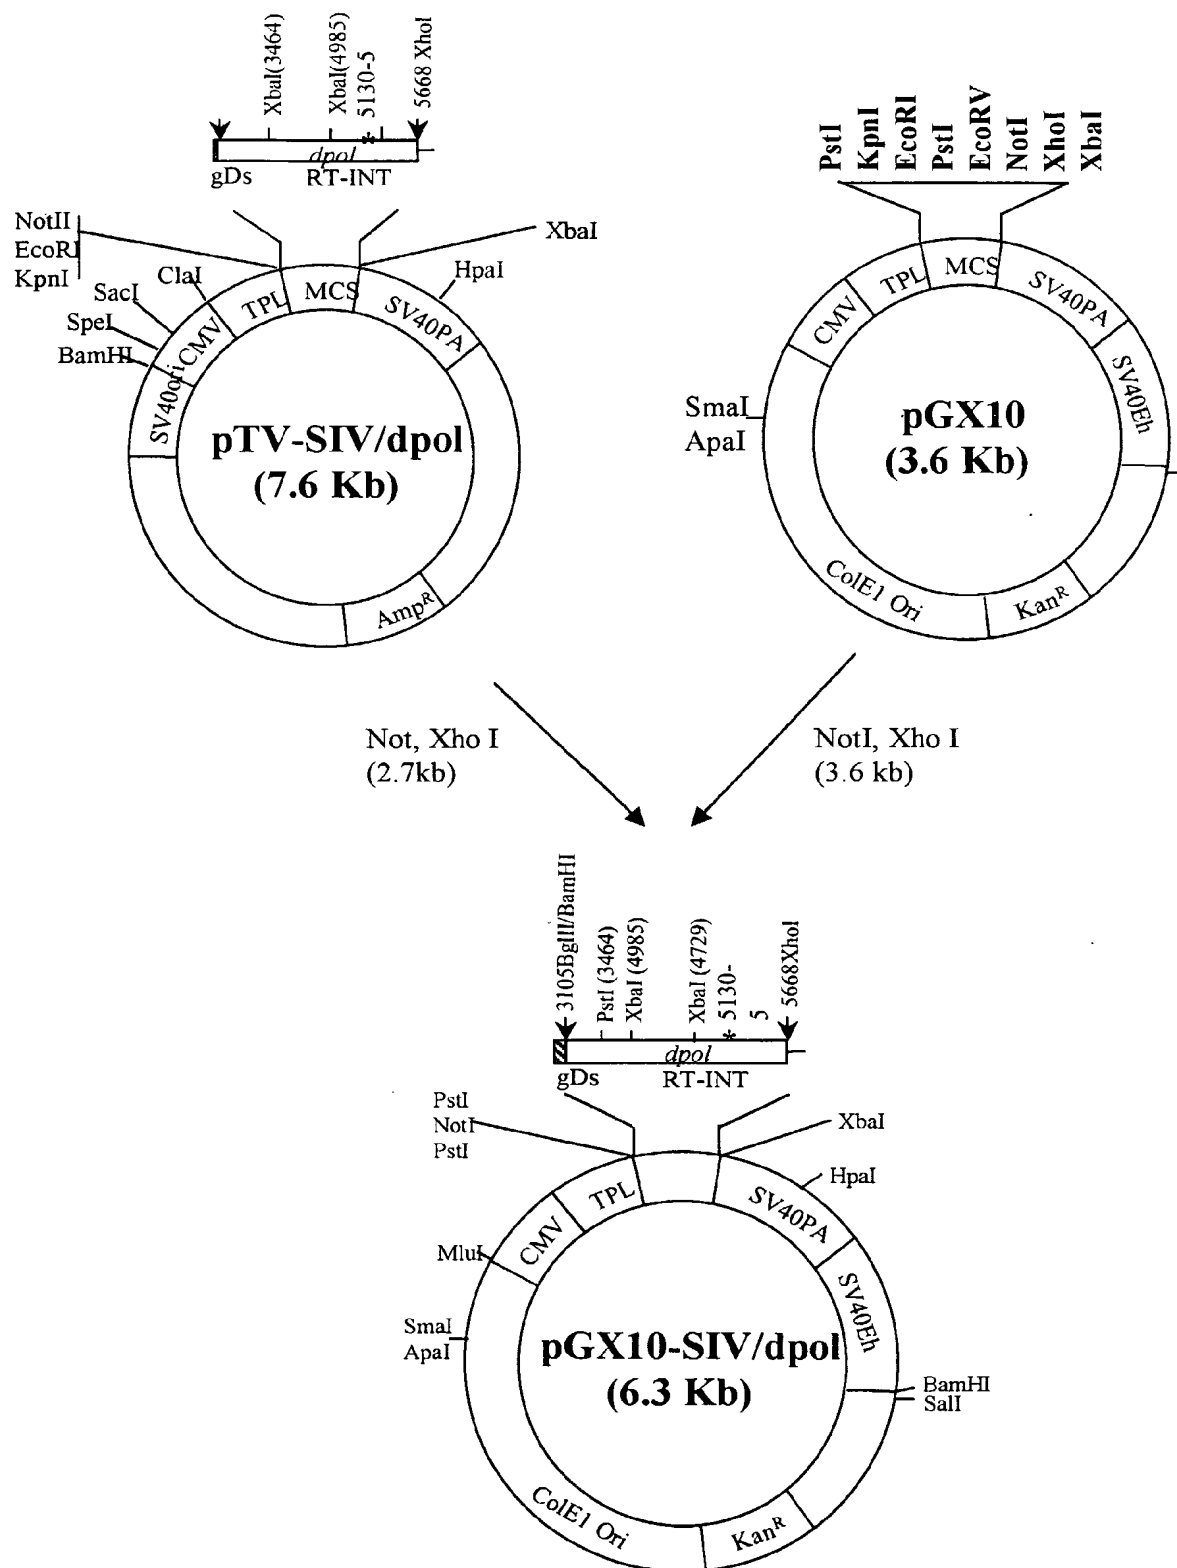 XbaI(3464)
XbaI(4985)
5130-5
5668 XhoI
dpol
gDs
RT-INT
NotII
EcoRI
KpnI
ClaI
SacI
SpeI
BamHI
XbaI
HpaI
SV40ori
CMV
TPL
MCS
SV40PA
pTV-SIV/dpol
(7.6 Kb)
Amp^R
PstI
KpnI
EcoRI
PstI
EcoRV
NotI
XhoI
XbaI
CMV
TPL
MCS
SV40PA
SV40Eh
SmaI
ApaI
pGX10
(3.6 Kb)
ColE1 Ori
Kan^R
Not, Xho I
(2.7kb)
NotI, Xho I
(3.6 kb)
3105BglII/BamHI
PstI (3464)
XbaI (4985)
XbaI (4729)
5130-
5
5668XhoI
*
dpol
gDs
RT-INT
PstI
NotI
PstI
XbaI
HpaI
MluI
CMV
TPL
SV40PA
SV40Eh
SmaI
ApaI
pGX10-SIV/dpol
(6.3 Kb)
BamHI
SalI
ColE1 Ori
Kan^R